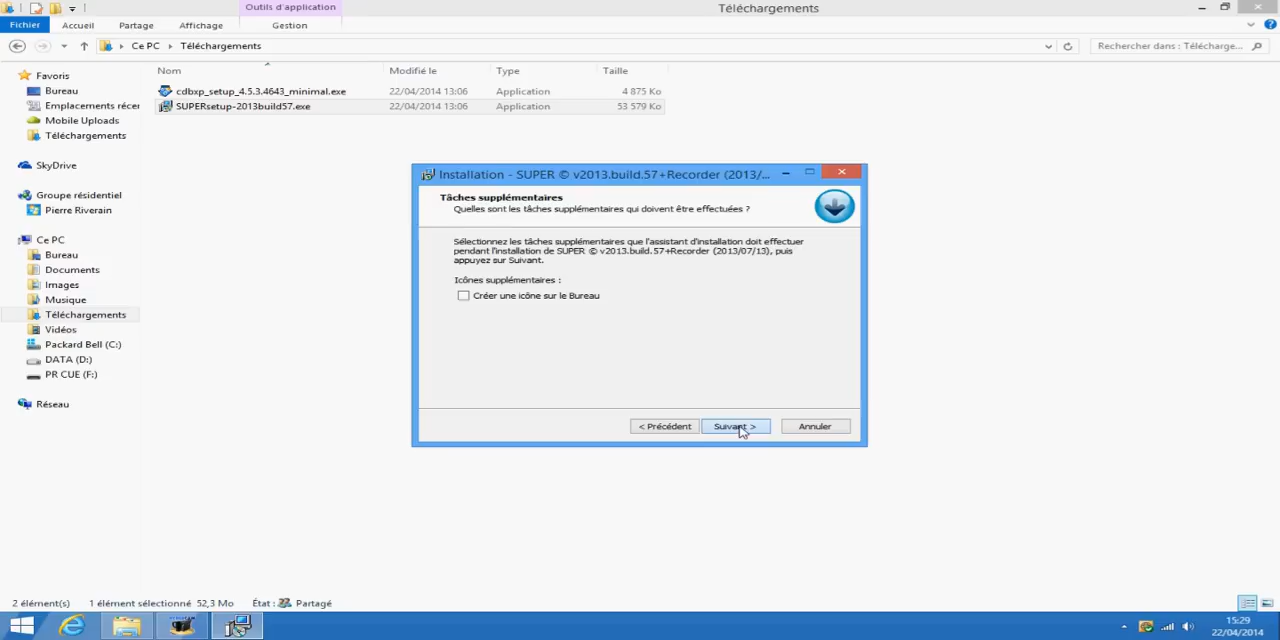 Outils d'application
Téléchargements
Fichier
Accueil
Partage
Affichage
Gestion
Ce PC
Téléchargements
Rechercher dans : Télécharge...
Nom
Modifié le
Type
Taille
cdbxp_setup_4.5.3.4643_minimal.exe
22/04/2014 13:06
Application
4 875 Ko
SUPERsetup-2013build57.exe
22/04/2014 13:06
Application
53 579 Ko
Favoris
Bureau
Emplacements récer
Mobile Uploads
Téléchargements
SkyDrive
Groupe résidentiel
Pierre Riverain
Ce PC
Bureau
Documents
Images
Musique
Téléchargements
Vidéos
Packard Bell (C:)
DATA (D:)
PR CUE (F:)
Réseau
Installation - SUPER © v2013.build.57+Recorder (2013/...
Tâches supplémentaires
Quelles sont les tâches supplémentaires qui doivent être effectuées ?
Sélectionnez les tâches supplémentaires que l'assistant d'installation doit effectuer
pendant l'installation de SUPER © v2013.build.57+Recorder (2013/07/13), puis
appuyez sur Suivant.
Icônes supplémentaires :
Créer une icône sur le Bureau
< Précédent
Suivant >
Annuler
2 élément(s)
1 élément sélectionné 52,3 Mo
État : Partagé
15:29
22/04/2014